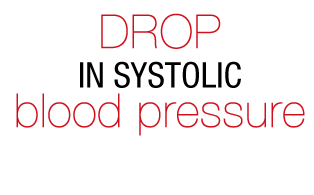 DROP
IN SYSTOLIC
blood pressure